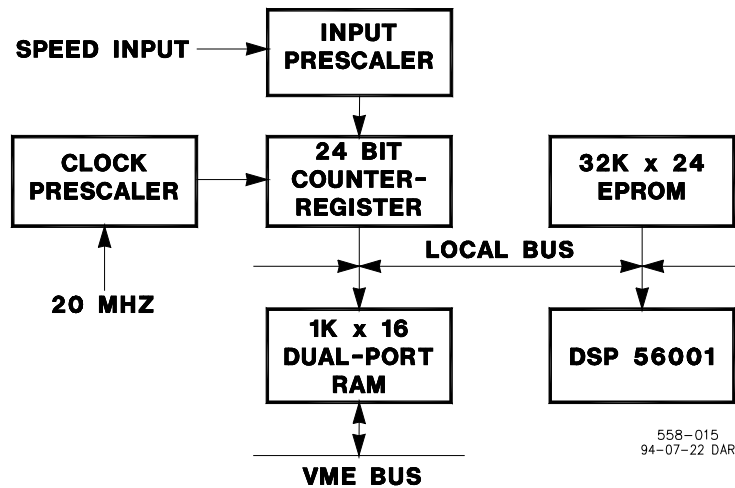 SPEED INPUT
INPUT
PRESCALER
CLOCK
PRESCALER
24 BIT
COUNTER-
REGISTER
32K x 24
EPROM
LOCAL BUS
20 MHZ
1K x 16
DUAL-PORT
RAM
DSP 56001
VME BUS
558-015
94-07-22 DAR